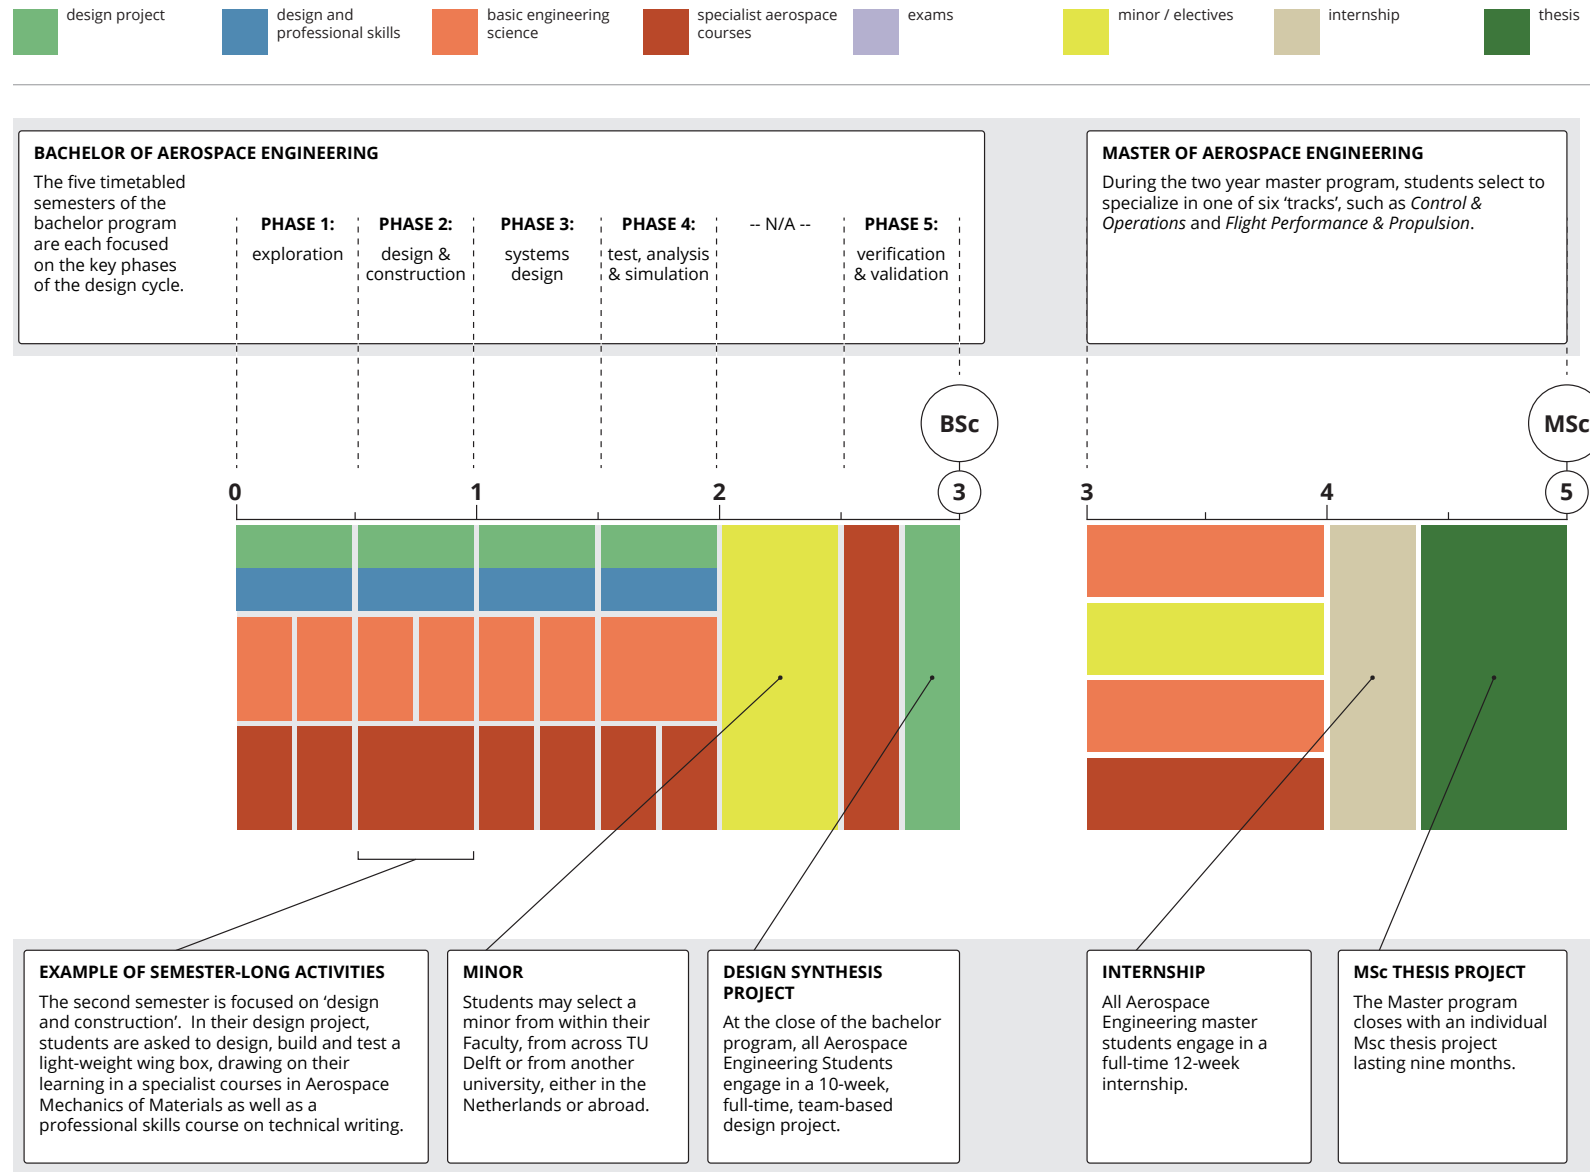 design project
design and
professional skills
basic engineering
science
specialist aerospace
courses
exams
minor / electives
internship
thesis
BACHELOR OF AEROSPACE ENGINEERING
The five timetabled
semesters of the
bachelor program
are each focused
on the key phases
of the design cycle.
PHASE 1:
exploration
PHASE 2:
design &
construction
PHASE 3:
systems
design
PHASE 4:
test, analysis
& simulation
-- N/A --
PHASE 5:
verification
& validation
MASTER OF AEROSPACE ENGINEERING
During the two year master program, students select to
specialize in one of six ‘tracks’, such as Control &
Operations and Flight Performance & Propulsion.
BSc
MSc
0
1
2
3
3
4
5
EXAMPLE OF SEMESTER-LONG ACTIVITIES
The second semester is focused on ‘design
and construction’.  In their design project,
students are asked to design, build and test a
light-weight wing box, drawing on their
learning in a specialist courses in Aerospace
Mechanics of Materials as well as a
professional skills course on technical writing.
MINOR
Students may select a
minor from within their
Faculty, from across TU
Delft or from another
university, either in the
Netherlands or abroad.
DESIGN SYNTHESIS
PROJECT
At the close of the bachelor
program, all Aerospace
Engineering Students
engage in a 10-week,
full-time, team-based
design project.
INTERNSHIP
All Aerospace
Engineering master
students engage in a
full-time 12-week
internship.
MSc THESIS PROJECT
The Master program
closes with an individual
Msc thesis project
lasting nine months.